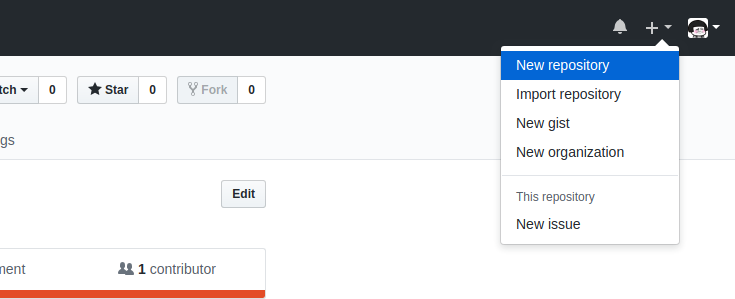 New repository
Import repository
New gist
New organization
This repository
New issue
tch 0 Star 0 Fork 0
gs
Edit
ment 1 contributor